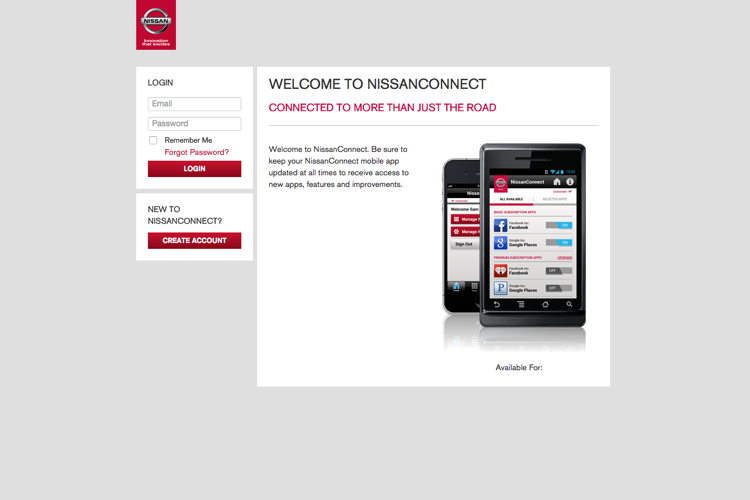 NISSAN
Innovation
that excites
LOGIN
Email
Password
Remember Me
Forgot Password?
LOGIN
NEW TO
NISSANCONNECT?
CREATE ACCOUNT
WELCOME TO NISSANCONNECT
CONNECTED TO MORE THAN JUST THE ROAD
Welcome to NissanConnect. Be sure to
keep your NissanConnect mobile app
updated at all times to receive access to
new apps, features and improvements.
Nissa
Welcome Sam
Manage
Manage
Sign Out
NissanConnect
Connected
ALL AVAILABLE
SELECTED APPS
BASIC SUBSCRIPTION APPS
Facebook Inc.
Facebook
ON
Google Inc.
Google Places
ON
PREMIUM SUBSCRIPTION APPS
UPGRADE
Facebook Inc.
Facebook
OFF
Google Inc.
Google Places
OFF
Available For: